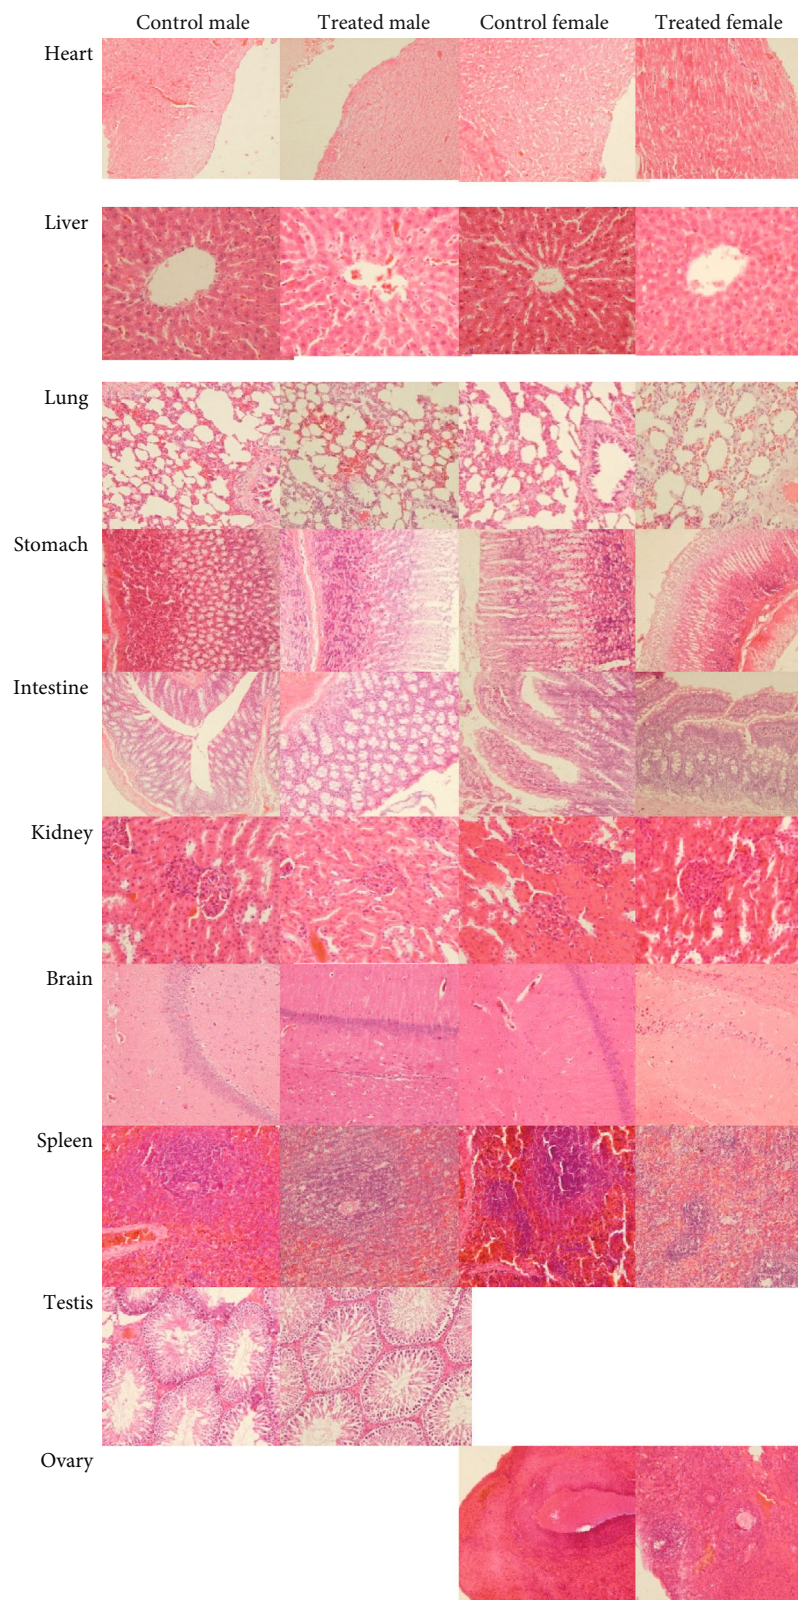 Control male Treated male Control female Treated female
Heart
Liver
Lung
Stomach
Intestine
Kidney
Brain
Spleen
Testis
Ovary